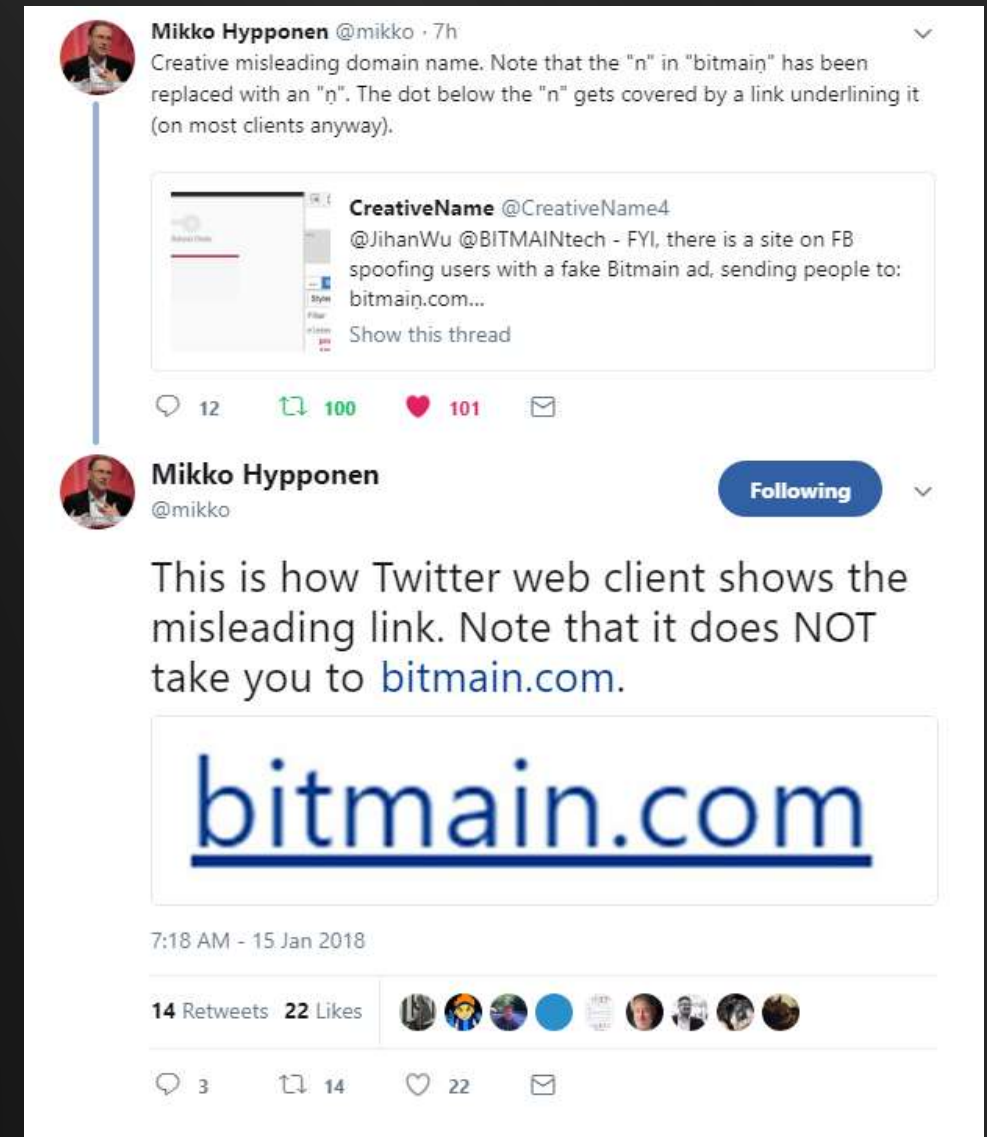 Mikko Hypponen @mikko · 7h
Creative misleading domain name. Note that the "n" in "bitmaiṇ" has been
replaced with an "ṇ". The dot below the "n" gets covered by a link underlining it
(on most clients anyway).
CreativeName @CreativeName4
@JihanWu @BITMAINtech - FYI, there is a site on FB
spoofing users with a fake Bitmain ad, sending people to:
bitmaiṇ.com...
Show this thread
12 100 101
Mikko Hypponen
@mikko
Following
This is how Twitter web client shows the
misleading link. Note that it does NOT
take you to bitmain.com.
bitmain.com
7:18 AM - 15 Jan 2018
14 Retweets 22 Likes
3 14 22